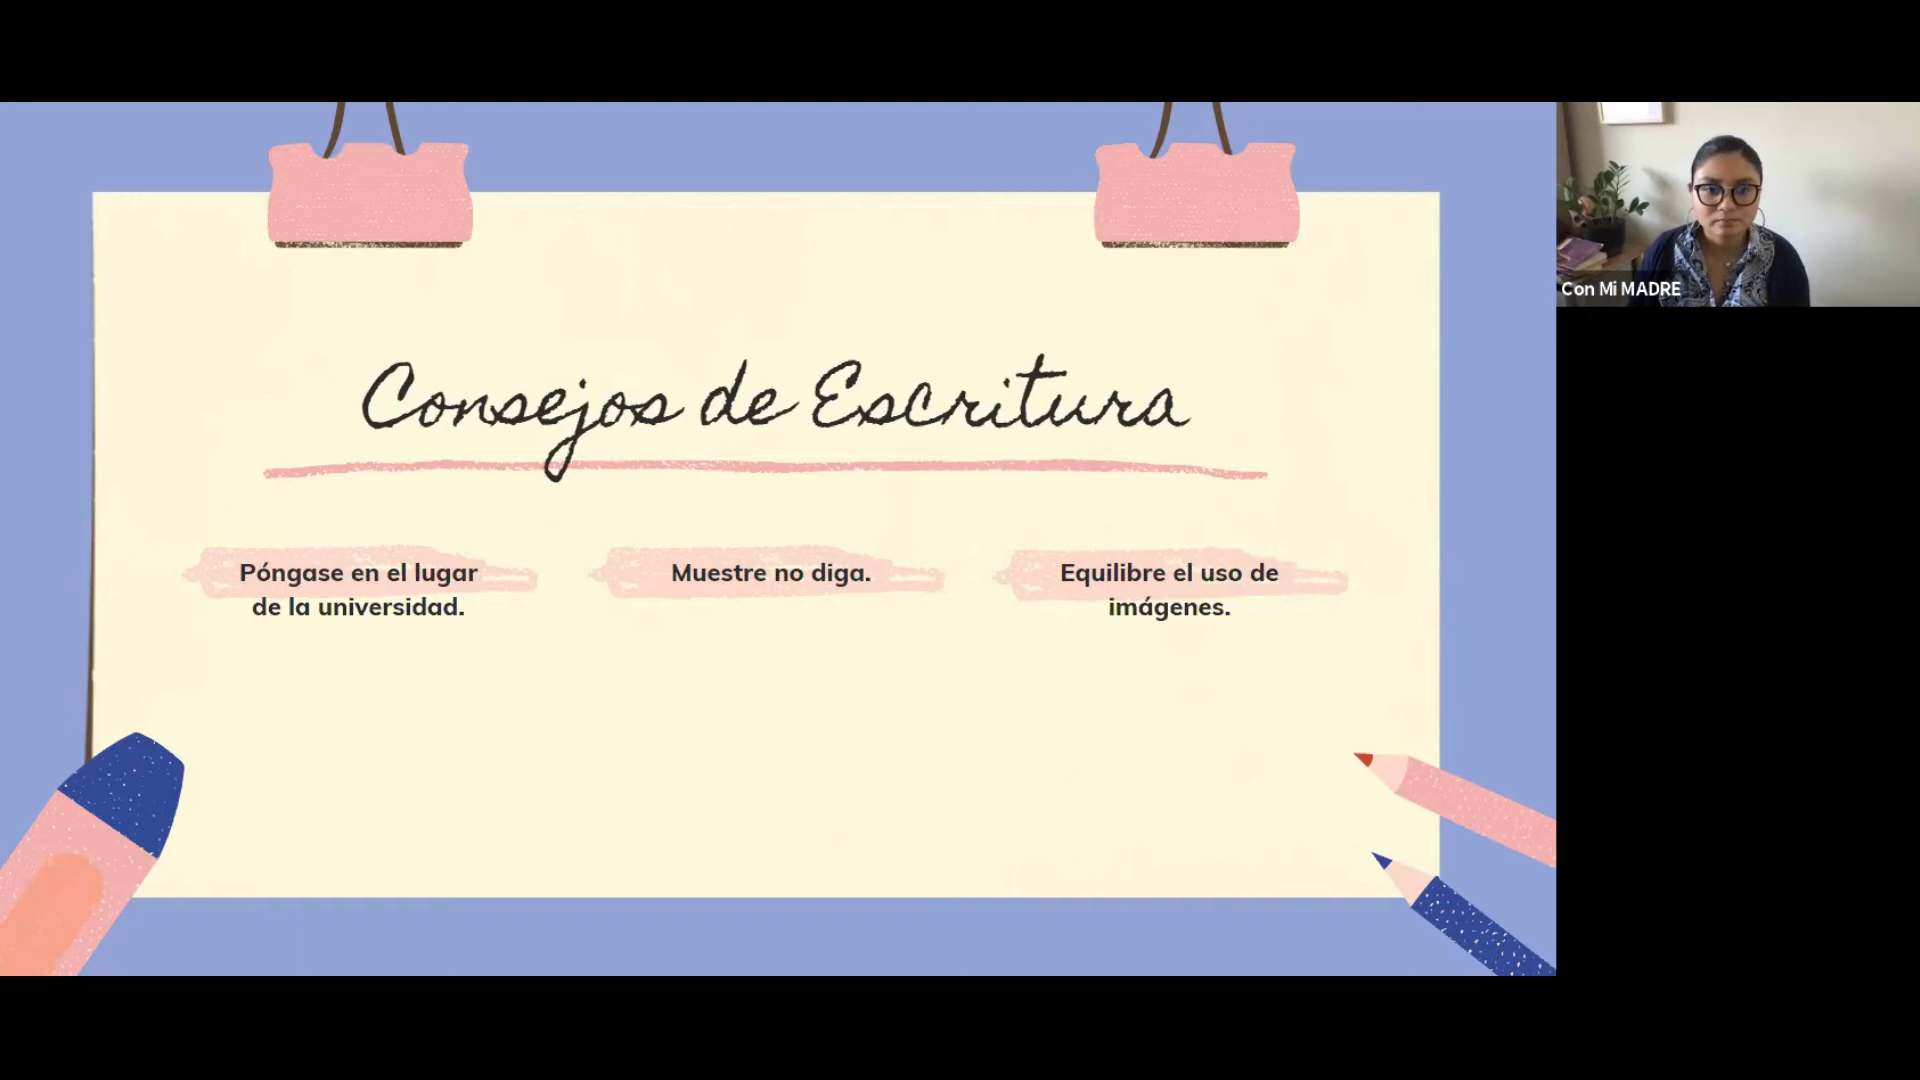 Consejos de Escritura
Póngase en el lugar
de la universidad.
Muestre no diga.
Equilibre el uso de
imágenes.
Con Mi MADRE